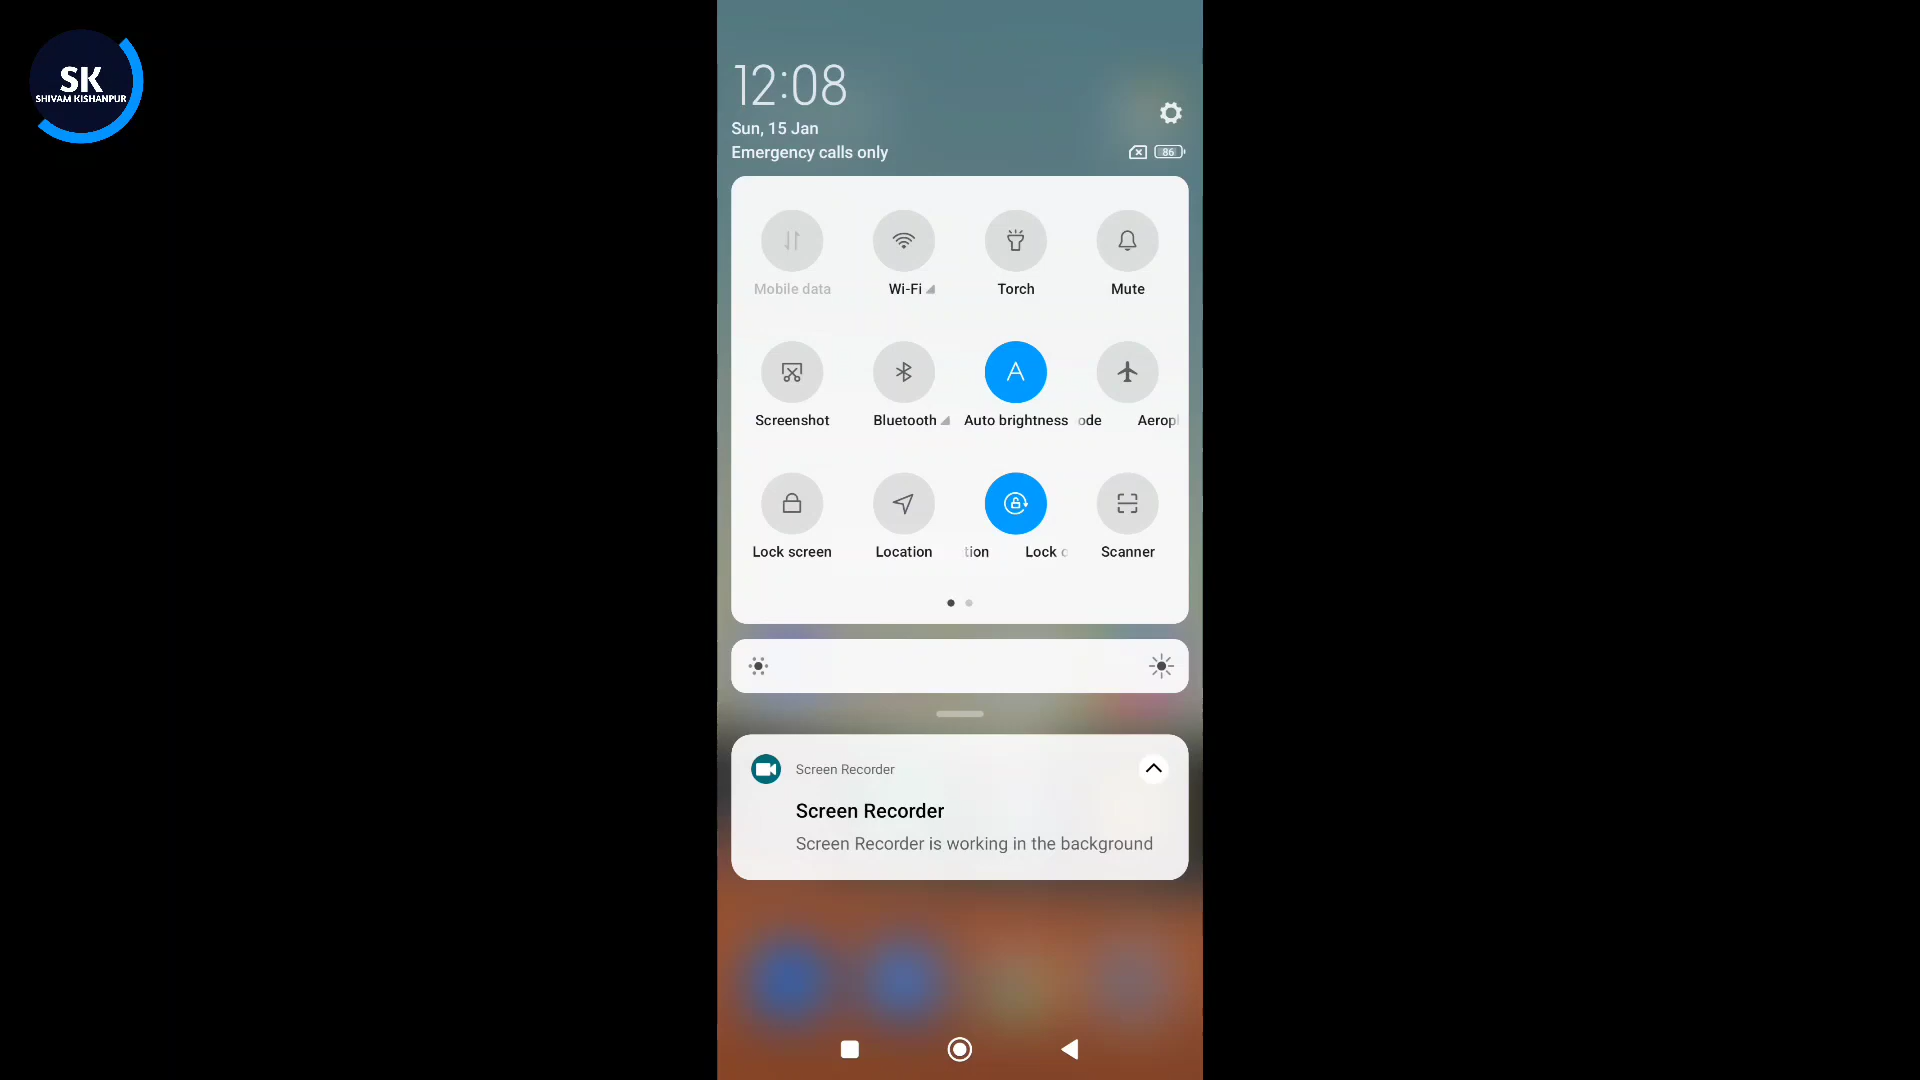 SK
SHIVAM KISHANPUR
12:08
Sun, 15 Jan
Emergency calls only
86
Mobile data
Wi-Fi
Torch
Mute
Screenshot
Bluetooth
Auto brightness
ode Aerop
Lock screen
Location
tion Lock o
Scanner
Screen Recorder
Screen Recorder
Screen Recorder is working in the background